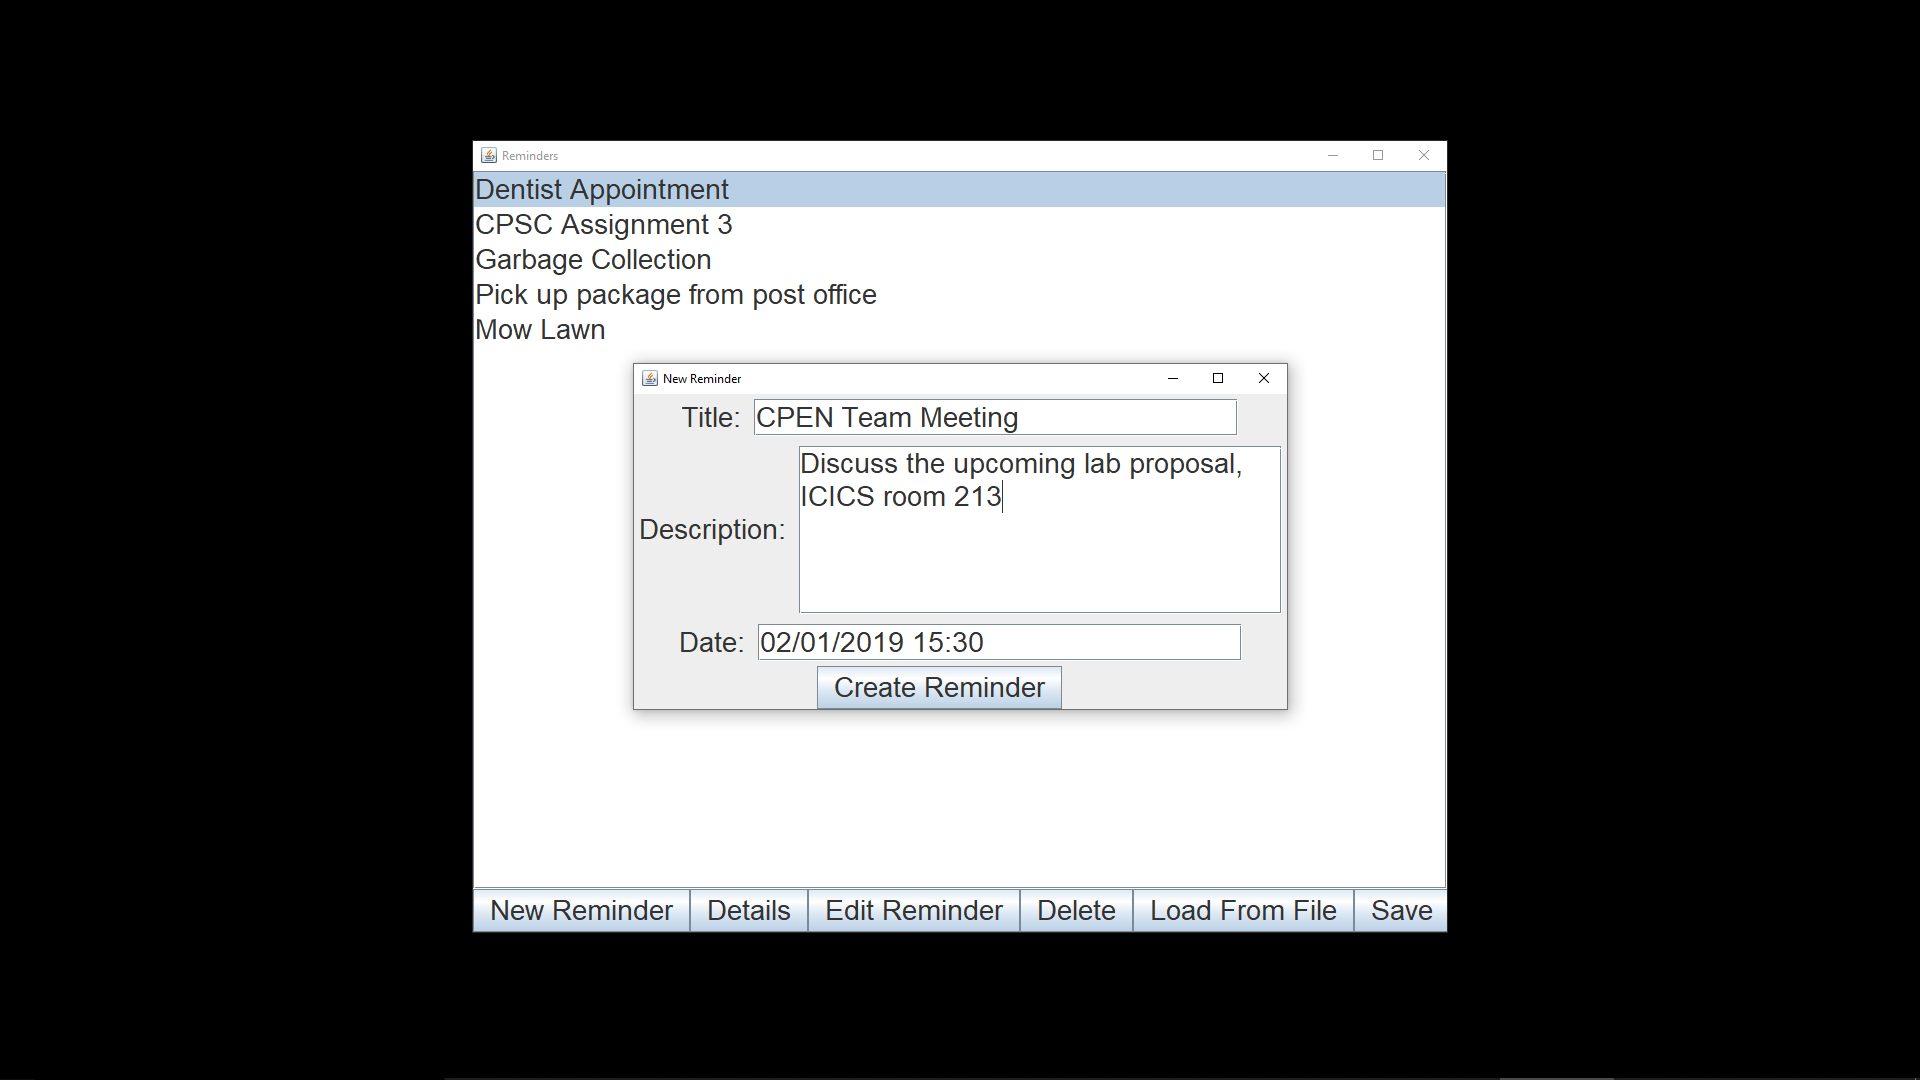 Reminders
Dentist Appointment
CPSC Assignment 3
Garbage Collection
Pick up package from post office
Mow Lawn
New Reminder
Title: CPEN Team Meeting
Description: Discuss the upcoming lab proposal,
ICICS room 213
Date: 02/01/2019 15:30
Create Reminder
New Reminder Details Edit Reminder Delete Load From File Save